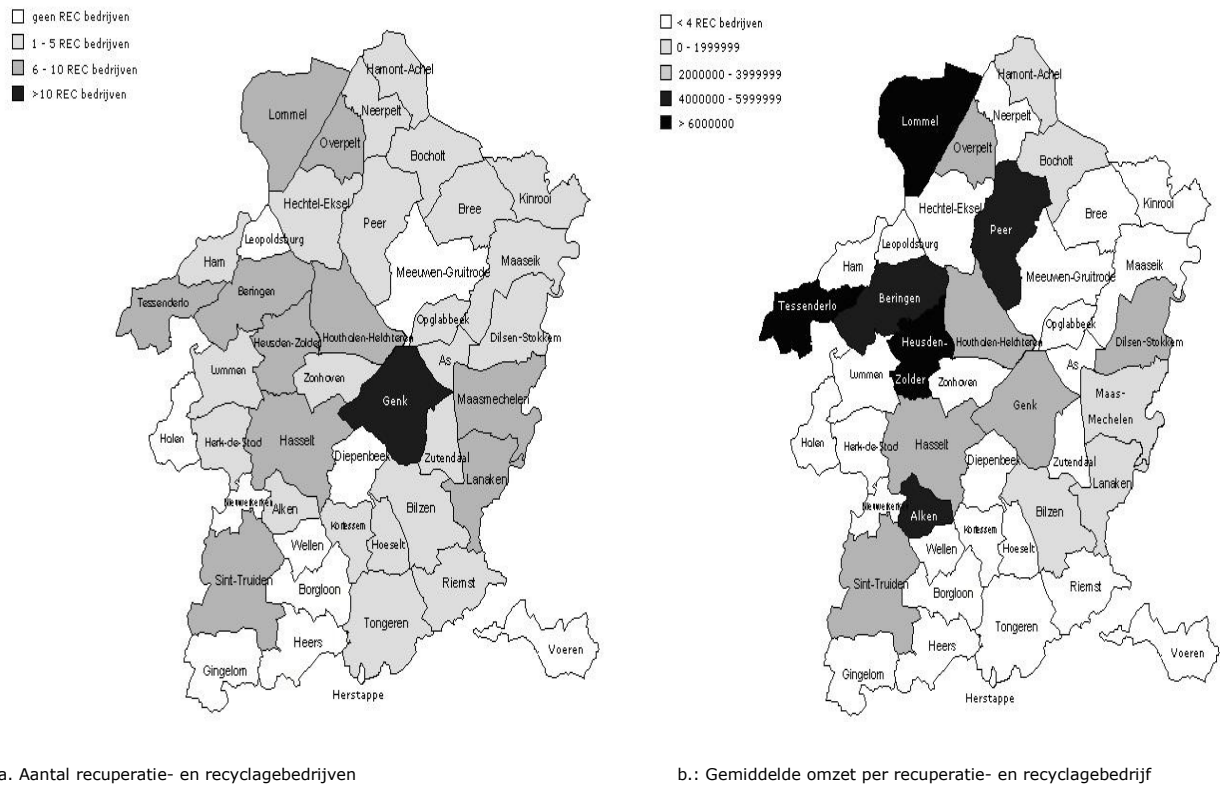 geen REC bedrijven
1 - 5 REC bedrijven
6 - 10 REC bedrijven
>10 REC bedrijven
Hamont-Achel
Lommel
Neerpelt
Overpelt
Bocholt
Hechtel-Eksel
Peer
Bree
Kinrooi
Leopoldsburg
Ham
Meeuwen-Gruitrode
Maaseik
Tessenderlo
Beringen
Opglabbeek
Heusden-Zolder
Houthalen-Helchteren
Dilsen-Stokkem
Lummen
Zonhoven
As
Genk
Maasmechelen
Halen
Herk-de-Stad
Hasselt
Diepenbeek
Zutendaal
Lanaken
Nieuwerkerken
Alken
Bilzen
Kortessem
Wellen
Hoeselt
Sint-Truiden
Borgloon
Riemst
Tongeren
Heers
Gingelom
Voeren
Herstappe
a. Aantal recuperatie- en recyclagebedrijven
< 4 REC bedrijven
0 - 1999999
2000000 - 3999999
4000000 - 5999999
> 6000000
Hamont-Achel
Lommel
Neerpelt
Overpelt
Bocholt
Hechtel-Eksel
Peer
Bree
Kinrooi
Leopoldsburg
Ham
Meeuwen-Gruitrode
Maaseik
Tessenderlo
Beringen
Opglabbeek
Heusden-
Zolder
Houthalen-Helchteren
Dilsen-Stokkem
Lummen
Zonhoven
As
Genk
Maas-
Mechelen
Halen
Herk-de-Stad
Hasselt
Diepenbeek
Zutendaal
Lanaken
Alken
Bilzen
Kortessem
Wellen
Hoeselt
Sint-Truiden
Borgloon
Riemst
Tongeren
Heers
Gingelom
Voeren
Herstappe
b.: Gemiddelde omzet per recuperatie- en recyclagebedrijf